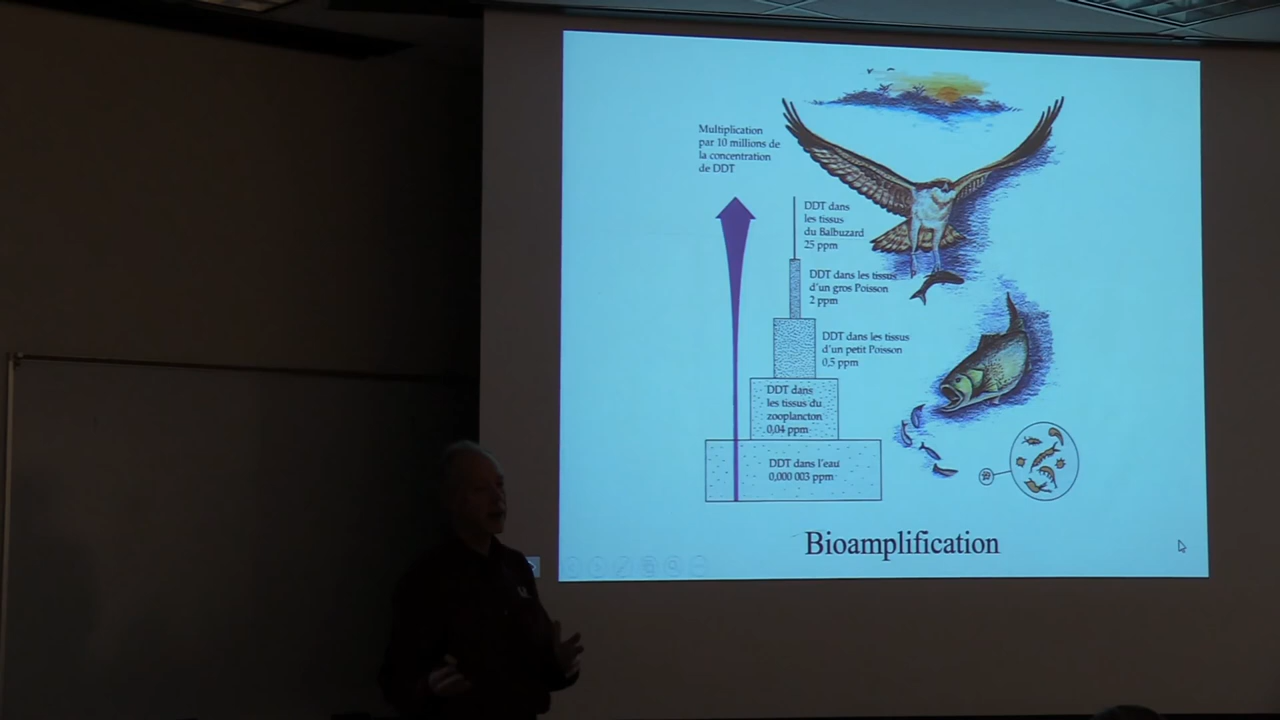 Multiplication
par 10 millions de
la concentration
de DDT
DDT dans
les tissus
du Balbuzard
25 ppm
DDT dans les tissus
d'un gros Poisson
2 ppm
DDT dans les tissus
d'un petit Poisson
0,5 ppm
DDT dans
les tissus du
zooplancton
0,04 ppm
DDT dans l'eau
0,000 003 ppm
Bioamplification